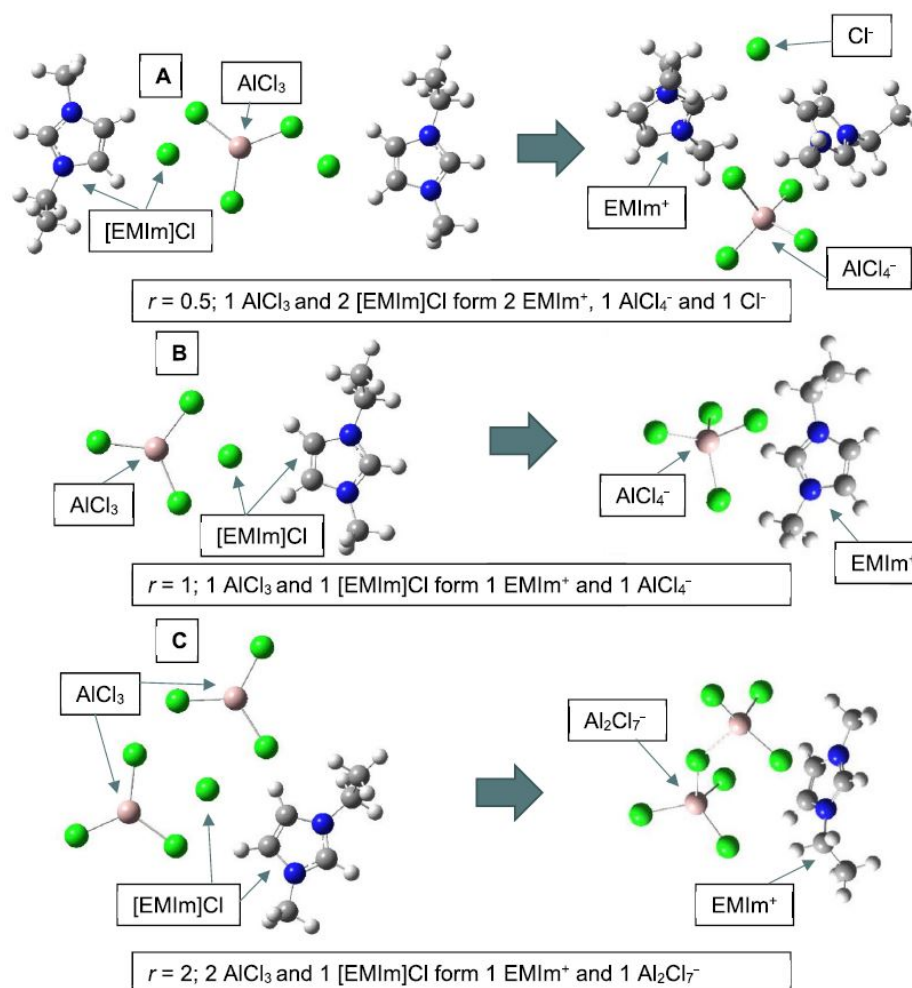 A
AlCl₃
[EMIm]Cl
Cl⁻
EMIm⁺
AlCl₄⁻
r = 0.5; 1 AlCl₃ and 2 [EMIm]Cl form 2 EMIm⁺, 1 AlCl₄⁻ and 1 Cl⁻
B
AlCl₃
[EMIm]Cl
AlCl₄⁻
EMIm⁺
r = 1; 1 AlCl₃ and 1 [EMIm]Cl form 1 EMIm⁺ and 1 AlCl₄⁻
C
AlCl₃
[EMIm]Cl
Al₂Cl₇⁻
EMIm⁺
r = 2; 2 AlCl₃ and 1 [EMIm]Cl form 1 EMIm⁺ and 1 Al₂Cl₇⁻